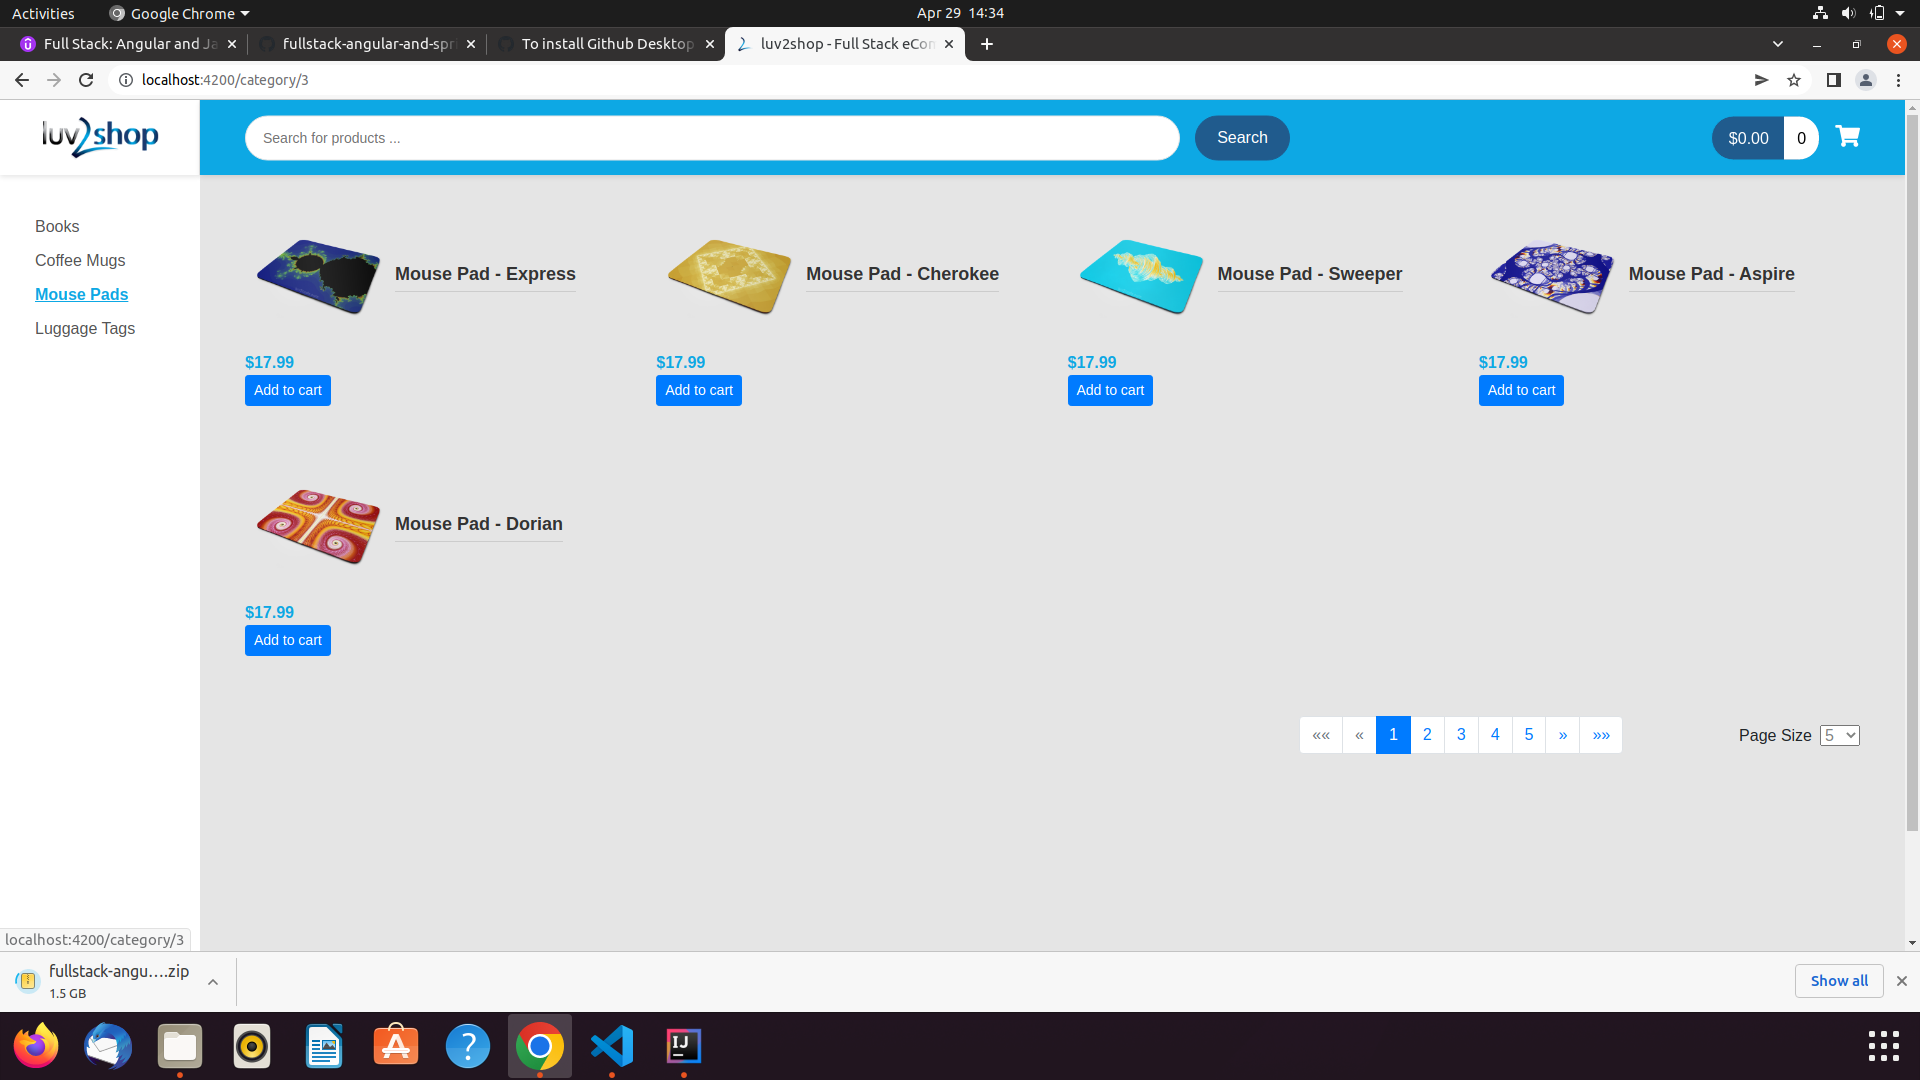 Activities
Google Chrome
Apr 29 14:34
Full Stack: Angular and Ja
fullstack-angular-and-spri
To install Github Desktop
luv2shop - Full Stack eCom
localhost:4200/category/3
luv2shop
Search for products ...
Search
$0.00
0
Books
Coffee Mugs
Mouse Pads
Luggage Tags
Mouse Pad - Express
Mouse Pad - Cherokee
Mouse Pad - Sweeper
Mouse Pad - Aspire
$17.99
$17.99
$17.99
$17.99
Add to cart
Add to cart
Add to cart
Add to cart
Mouse Pad - Dorian
$17.99
Add to cart
«« « 1 2 3 4 5 » »»
Page Size 5
localhost:4200/category/3
fullstack-angu....zip
1.5 GB
Show all
IJ